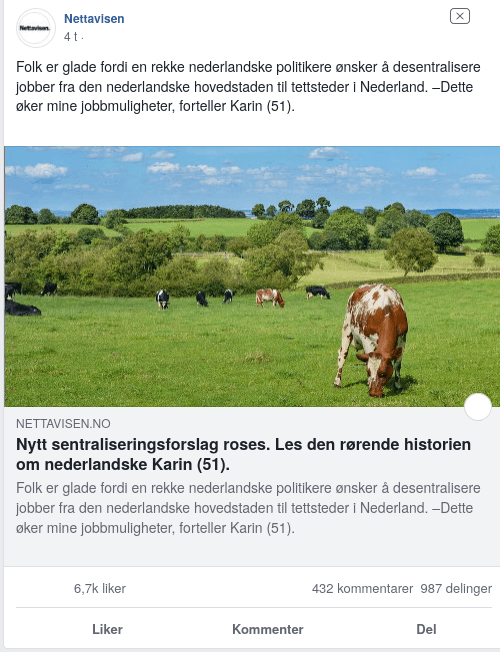 Nettavisen.
Nettavisen
4 t ·
Folk er glade fordi en rekke nederlandske politikere ønsker å desentralisere
jobber fra den nederlandske hovedstaden til tettsteder i Nederland. –Dette
øker mine jobbmuligheter, forteller Karin (51).
NETTAVISEN.NO
Nytt sentraliseringsforslag roses. Les den rørende historien
om nederlandske Karin (51).
Folk er glade fordi en rekke nederlandske politikere ønsker å desentralisere
jobber fra den nederlandske hovedstaden til tettsteder i Nederland. –Dette
øker mine jobbmuligheter, forteller Karin (51).
6,7k liker 432 kommentarer 987 delinger
Liker Kommenter Del